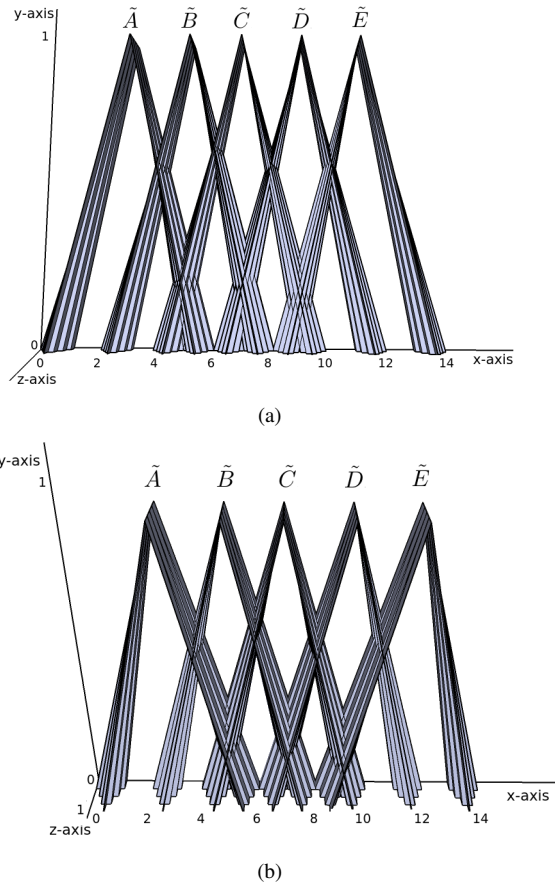 y-axis
Ã B̃ C̃ D̃ Ẽ
1
0
0 2 4 6 8 10 12 14
x-axis
z-axis
(a)
y-axis
Ã B̃ C̃ D̃ Ẽ
1
0
x-axis
1
0 2 4 6 8 10 12 14
z-axis
(b)